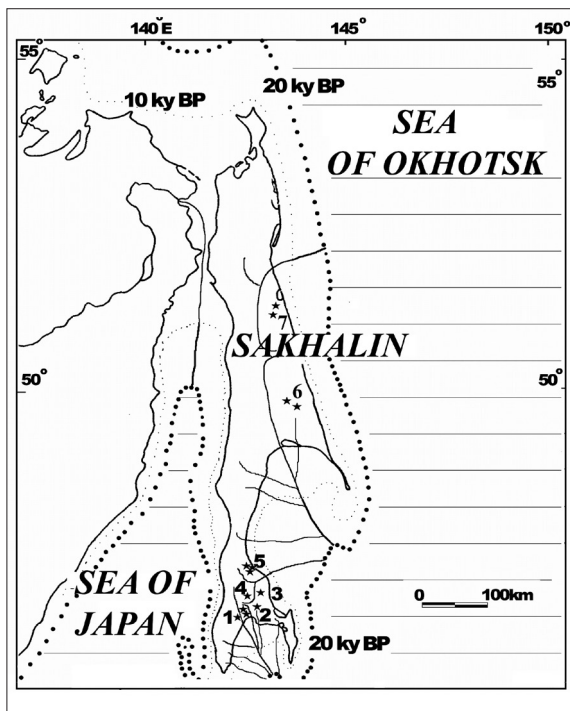 140°E 145° 150°
55° 55°
20 ky BP
10 ky BP
SEA
OF OKHOTSK
7
SAKHALIN
50° 50°
6
5
SEA OF
JAPAN
4 3
1 2
0 100km
20 ky BP